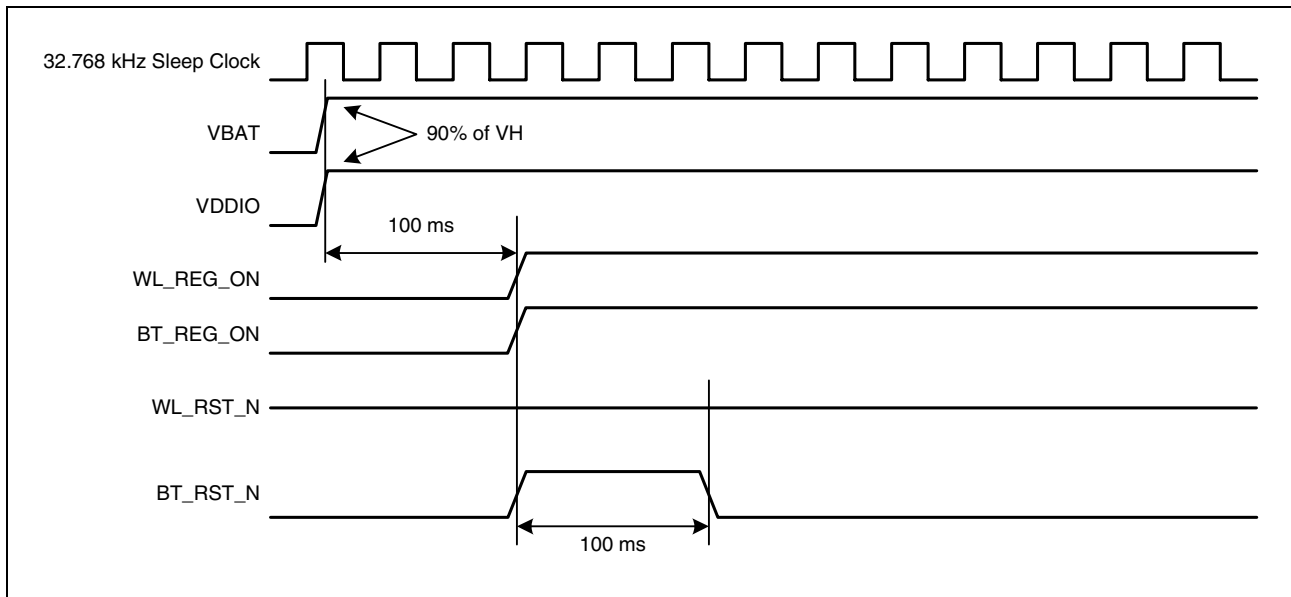 32.768 kHz Sleep Clock
VBAT
90% of VH
VDDIO
100 ms
WL_REG_ON
BT_REG_ON
WL_RST_N
BT_RST_N
100 ms